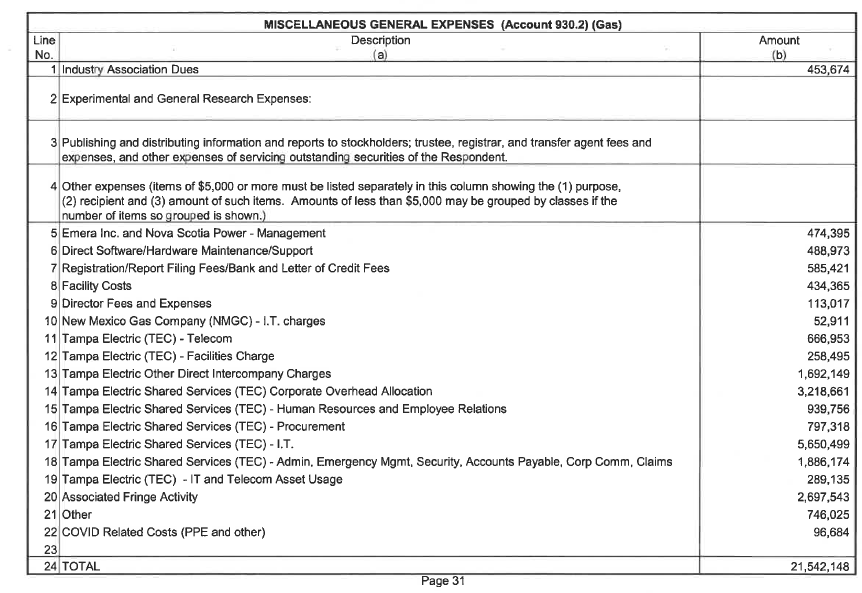 MISCELLANEOUS GENERAL EXPENSES (Account 930.2) (Gas)
Line Description Amount
No. (a) (b)
1 Industry Association Dues 453,674
2 Experimental and General Research Expenses:
3 Publishing and distributing information and reports to stockholders; trustee, registrar, and transfer agent fees and
expenses, and other expenses of servicing outstanding securities of the Respondent.
4 Other expenses (items of $5,000 or more must be listed separately in this column showing the (1) purpose,
(2) recipient and (3) amount of such items. Amounts of less than $5,000 may be grouped by classes if the
number of items so grouped is shown.)
5 Emera Inc. and Nova Scotia Power - Management 474,395
6 Direct Software/Hardware Maintenance/Support 488,973
7 Registration/Report Filing Fees/Bank and Letter of Credit Fees 585,421
8 Facility Costs 434,365
9 Director Fees and Expenses 113,017
10 New Mexico Gas Company (NMGC) - I.T. charges 52,911
11 Tampa Electric (TEC) - Telecom 666,953
12 Tampa Electric (TEC) - Facilities Charge 258,495
13 Tampa Electric Other Direct Intercompany Charges 1,692,149
14 Tampa Electric Shared Services (TEC) Corporate Overhead Allocation 3,218,661
15 Tampa Electric Shared Services (TEC) - Human Resources and Employee Relations 939,756
16 Tampa Electric Shared Services (TEC) - Procurement 797,318
17 Tampa Electric Shared Services (TEC) - I.T. 5,650,499
18 Tampa Electric Shared Services (TEC) - Admin, Emergency Mgmt, Security, Accounts Payable, Corp Comm, Claims 1,886,174
19 Tampa Electric (TEC) - IT and Telecom Asset Usage 289,135
20 Associated Fringe Activity 2,697,543
21 Other 746,025
22 COVID Related Costs (PPE and other) 96,684
23
24 TOTAL 21,542,148
Page 31